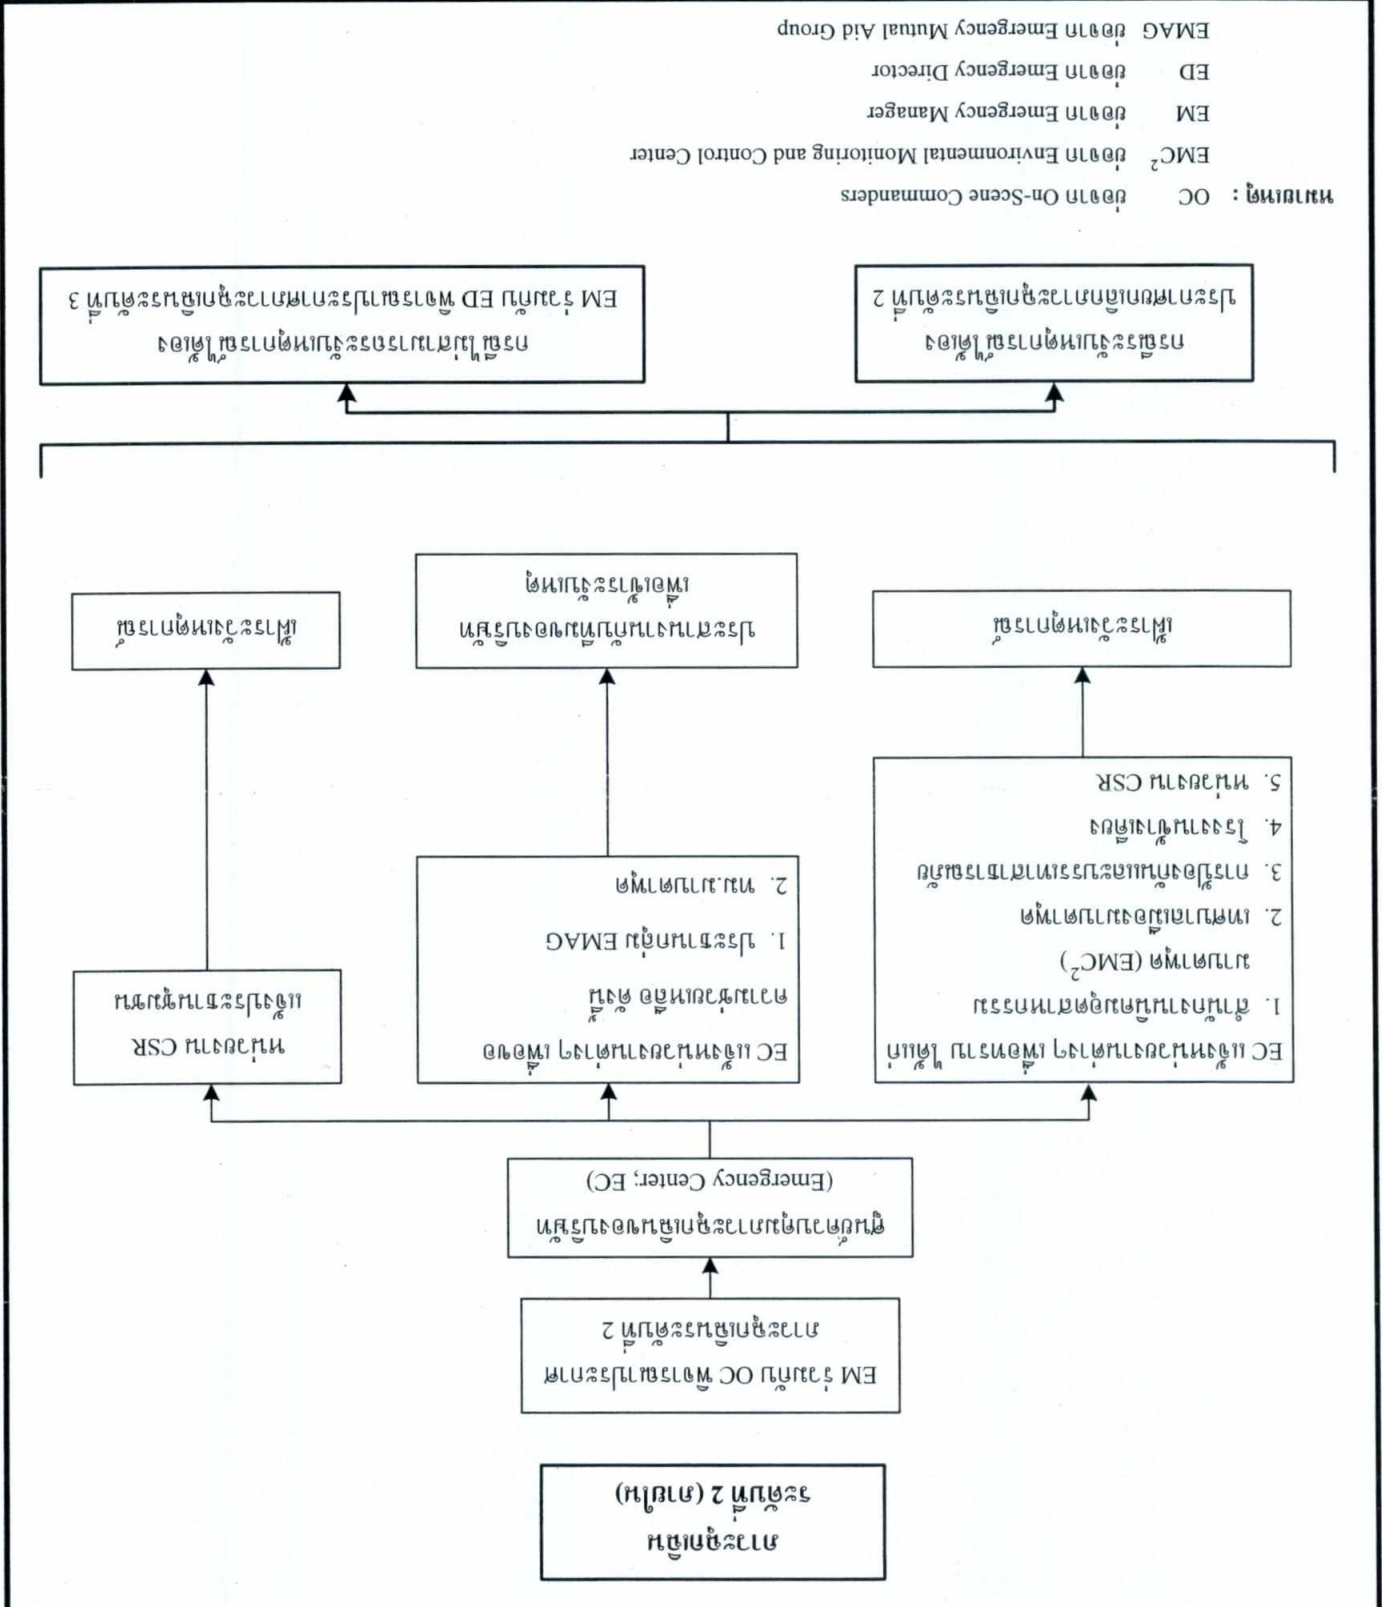 ภาวะฉุกเฉิน
ระดับที่ 2 (ภายใน)
EM ร่วมกับ OC พิจารณาประกาศ
ภาวะฉุกเฉินระดับที่ 2
ศูนย์ควบคุมภาวะฉุกเฉินของบริษัท
(Emergency Center; EC)
EC แจ้งหน่วยงานต่างๆ เพื่อทราบ ได้แก่
1. สำนักงานนิคมอุตสาหกรรม
มาบตาพุด (EMC²)
2. เทศบาลเมืองมาบตาพุด
3. การป้องกันและบรรเทาสาธารณภัย
4. โรงงานข้างเคียง
5. หน่วยงาน CSR
เฝ้าระวังเหตุการณ์
EC แจ้งหน่วยงานต่างๆ เพื่อขอ
ความช่วยเหลือ ดังนี้
1. ประธานกลุ่ม EMAG
2. ทม.มาบตาพุด
ประสานงานกับทีมของบริษัท
เพื่อเข้าระงับเหตุ
หน่วยงาน CSR
แจ้งประธานชุมชน
เฝ้าระวังเหตุการณ์
กรณีระงับเหตุการณ์ได้เอง
ประกาศยกเลิกภาวะฉุกเฉินระดับที่ 2
กรณีไม่สามารถระงับเหตุการณ์ได้เอง
EM ร่วมกับ ED พิจารณาประกาศภาวะฉุกเฉินระดับที่ 3
หมายเหตุ : OC ย่อจาก On-Scene Commanders
EMC² ย่อจาก Environmental Monitoring and Control Center
EM ย่อจาก Emergency Manager
ED ย่อจาก Emergency Director
EMAG ย่อจาก Emergency Mutual Aid Group